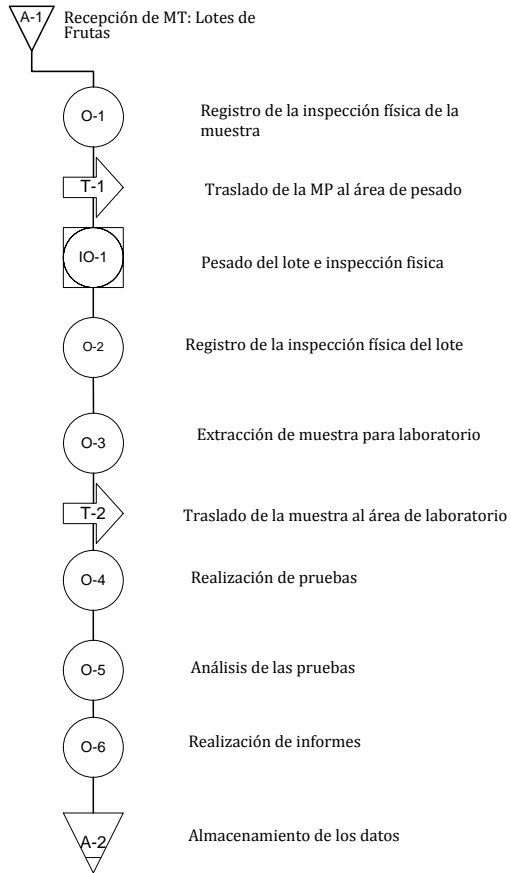 A-1
Recepción de MT: Lotes de
Frutas
O-1
Registro de la inspección física de la
muestra
T-1
Traslado de la MP al área de pesado
IO-1
Pesado del lote e inspección fisica
O-2
Registro de la inspección física del lote
O-3
Extracción de muestra para laboratorio
T-2
Traslado de la muestra al área de laboratorio
O-4
Realización de pruebas
O-5
Análisis de las pruebas
O-6
Realización de informes
A-2
Almacenamiento de los datos